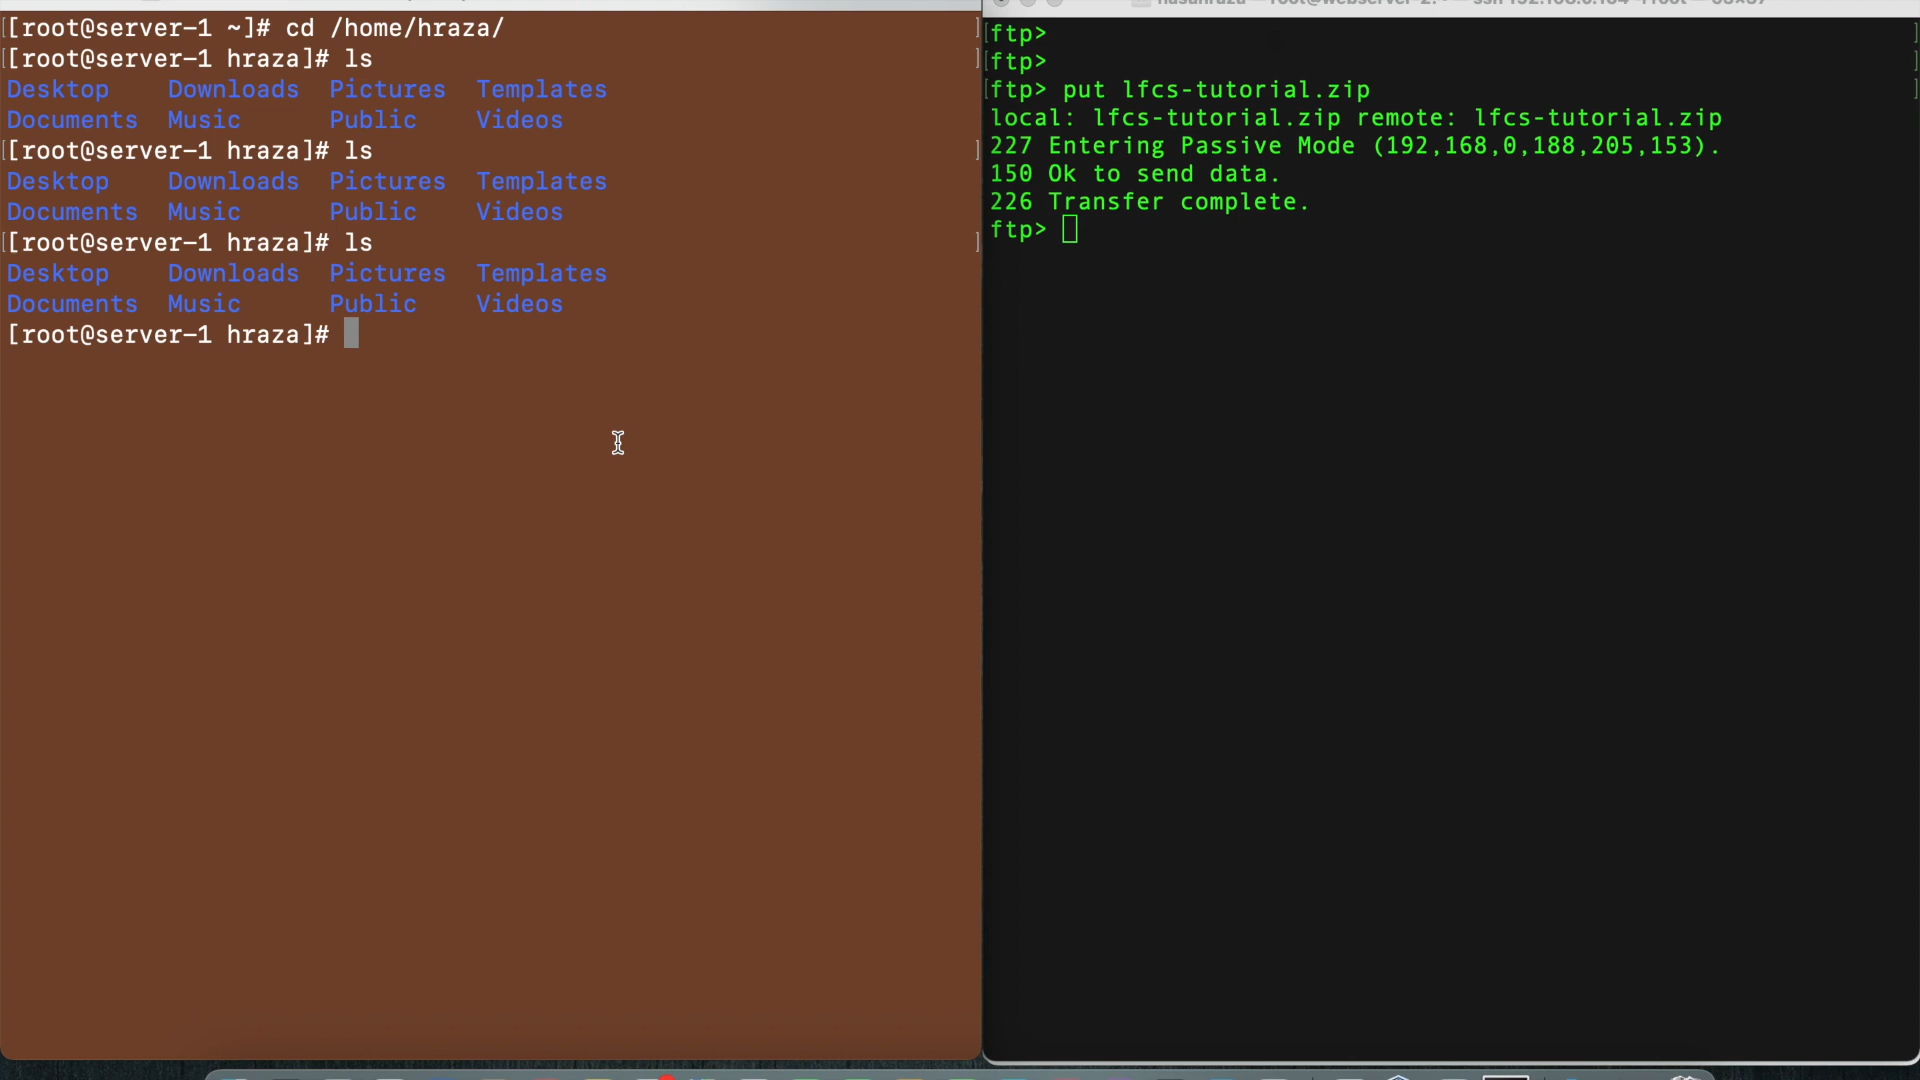 [root@server-1 ~]# cd /home/hraza/
[root@server-1 hraza]# ls
Desktop Downloads Pictures Templates
Documents Music Public Videos
[root@server-1 hraza]# ls
Desktop Downloads Pictures Templates
Documents Music Public Videos
[root@server-1 hraza]# ls
Desktop Downloads Pictures Templates
Documents Music Public Videos
[root@server-1 hraza]#
ftp>
ftp>
ftp> put lfcs-tutorial.zip
local: lfcs-tutorial.zip remote: lfcs-tutorial.zip
227 Entering Passive Mode (192,168,0,188,205,153).
150 Ok to send data.
226 Transfer complete.
ftp>